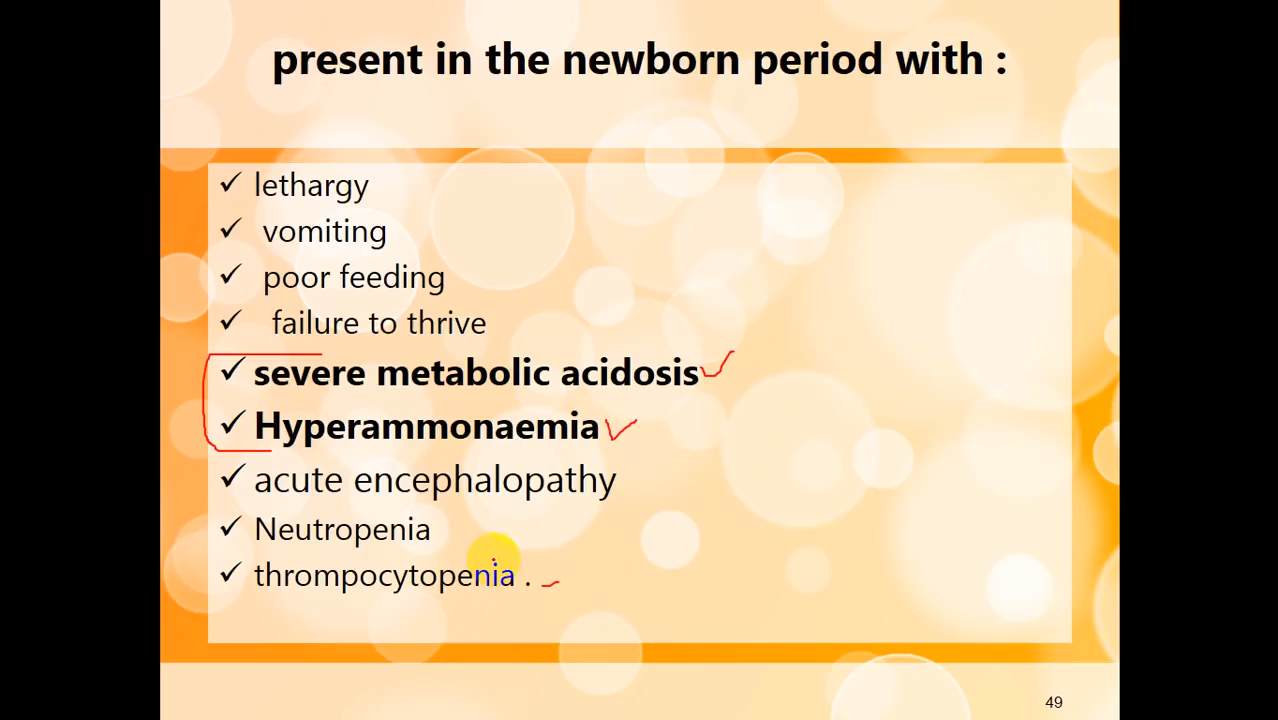 present in the newborn period with :
✓ lethargy
✓ vomiting
✓ poor feeding
✓ failure to thrive
✓ severe metabolic acidosis
✓ Hyperammonaemia
✓ acute encephalopathy
✓ Neutropenia
✓ thrompocytopenia .
49